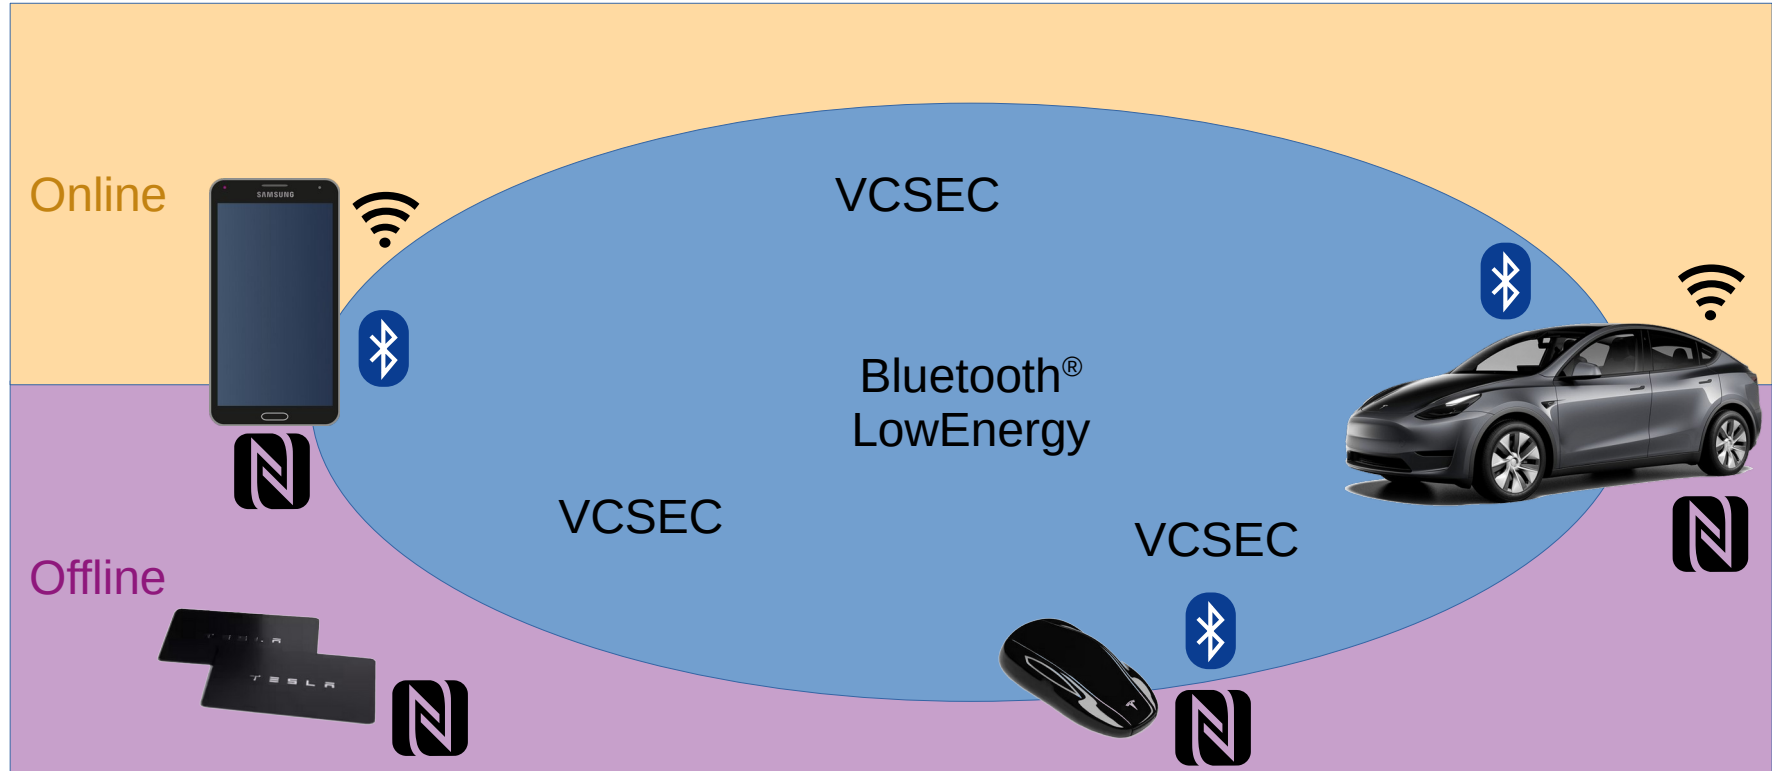 Online
SAMSUNG
VCSEC
Bluetooth®
LowEnergy
VCSEC
VCSEC
Offline
TESLA
TESLA